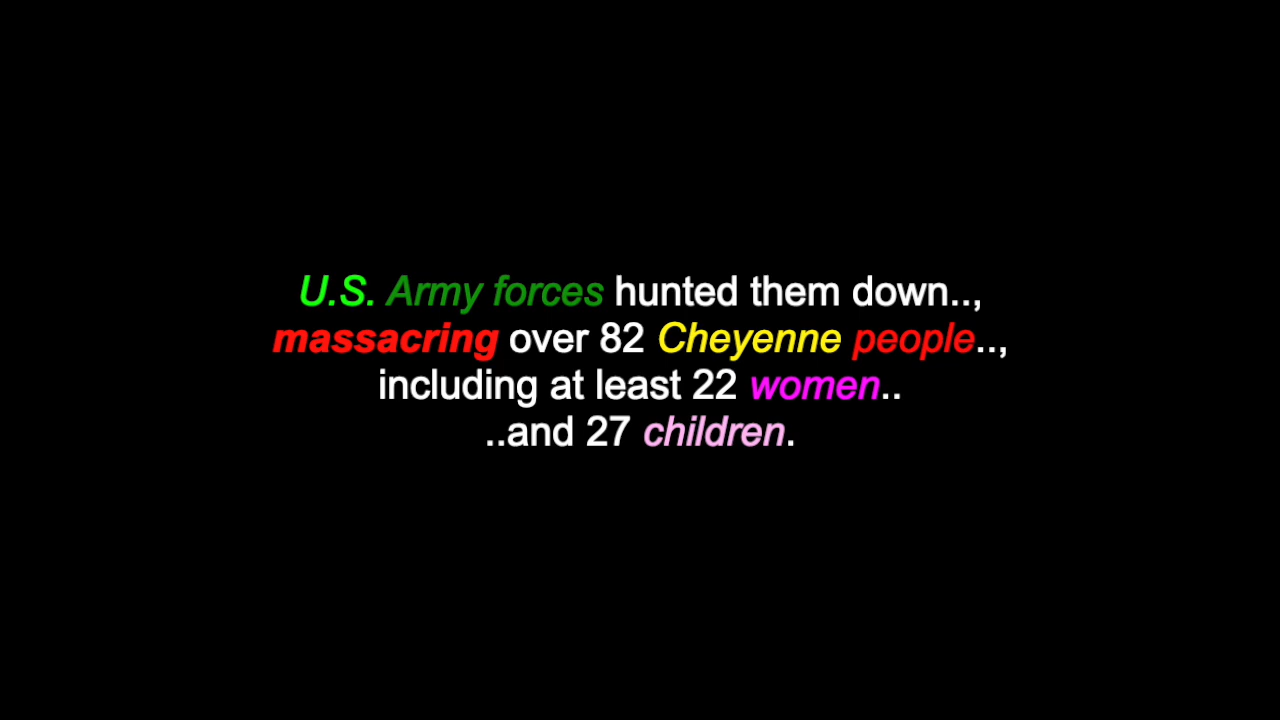 U.S. Army forces hunted them down..,
massacring over 82 Cheyenne people..,
including at least 22 women..
..and 27 children.